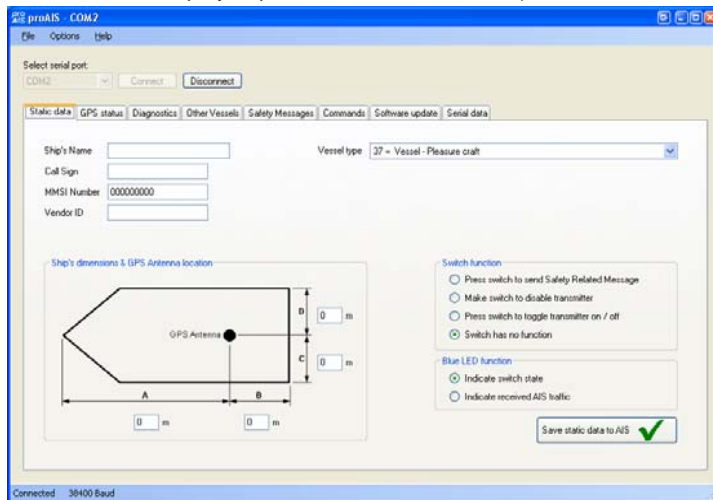 proAIS - COM2
File Options Help
Select serial port:
COM2 Connect Disconnect
Static data GPS status Diagnostics Other Vessels Safety Messages Commands Software update Serial data
Ship's Name
Vessel type 37 = Vessel - Pleasure craft
Call Sign
MMSI Number 000000000
Vendor ID
Ship's dimensions & GPS Antenna location
GPS Antenna
D 0 m
C 0 m
A B
0 m 0 m
Switch function
Press switch to send Safety Related Message
Make switch to disable transmitter
Press switch to toggle transmitter on / off
Switch has no function
Blue LED function
Indicate switch state
Indicate received AIS traffic
Save static data to AIS
Connected 38400 Baud